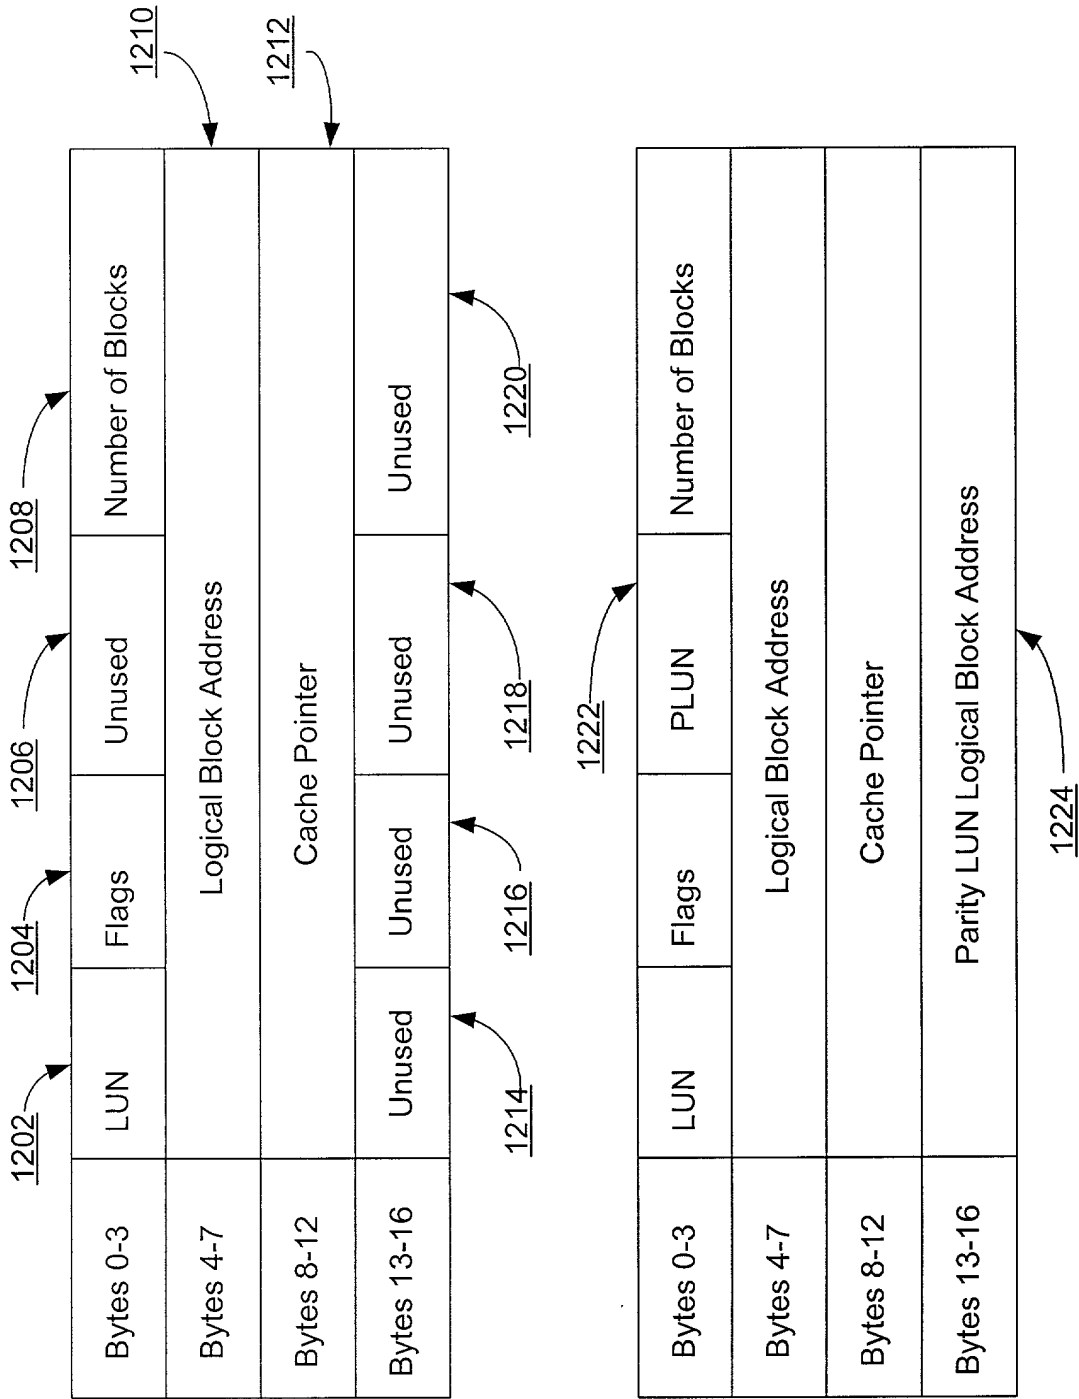 1202
1204
1206
1208
1210
1212
Bytes 0-3
LUN
Flags
Unused
Number of Blocks
Bytes 4-7
Logical Block Address
Bytes 8-12
Cache Pointer
Bytes 13-16
Unused
Unused
Unused
Unused
1214
1216
1218
1220
1222
Bytes 0-3
LUN
Flags
PLUN
Number of Blocks
Bytes 4-7
Logical Block Address
Bytes 8-12
Cache Pointer
Bytes 13-16
Parity LUN Logical Block Address
1224